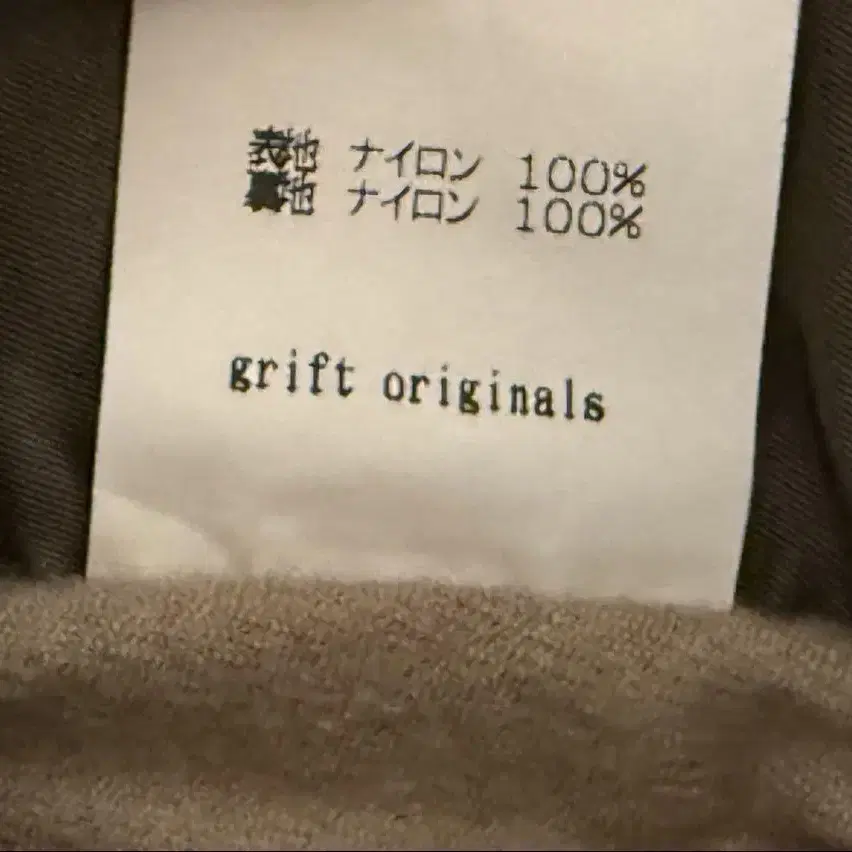 表地 ナイロン 100%
裏地 ナイロン 100%
grift originals